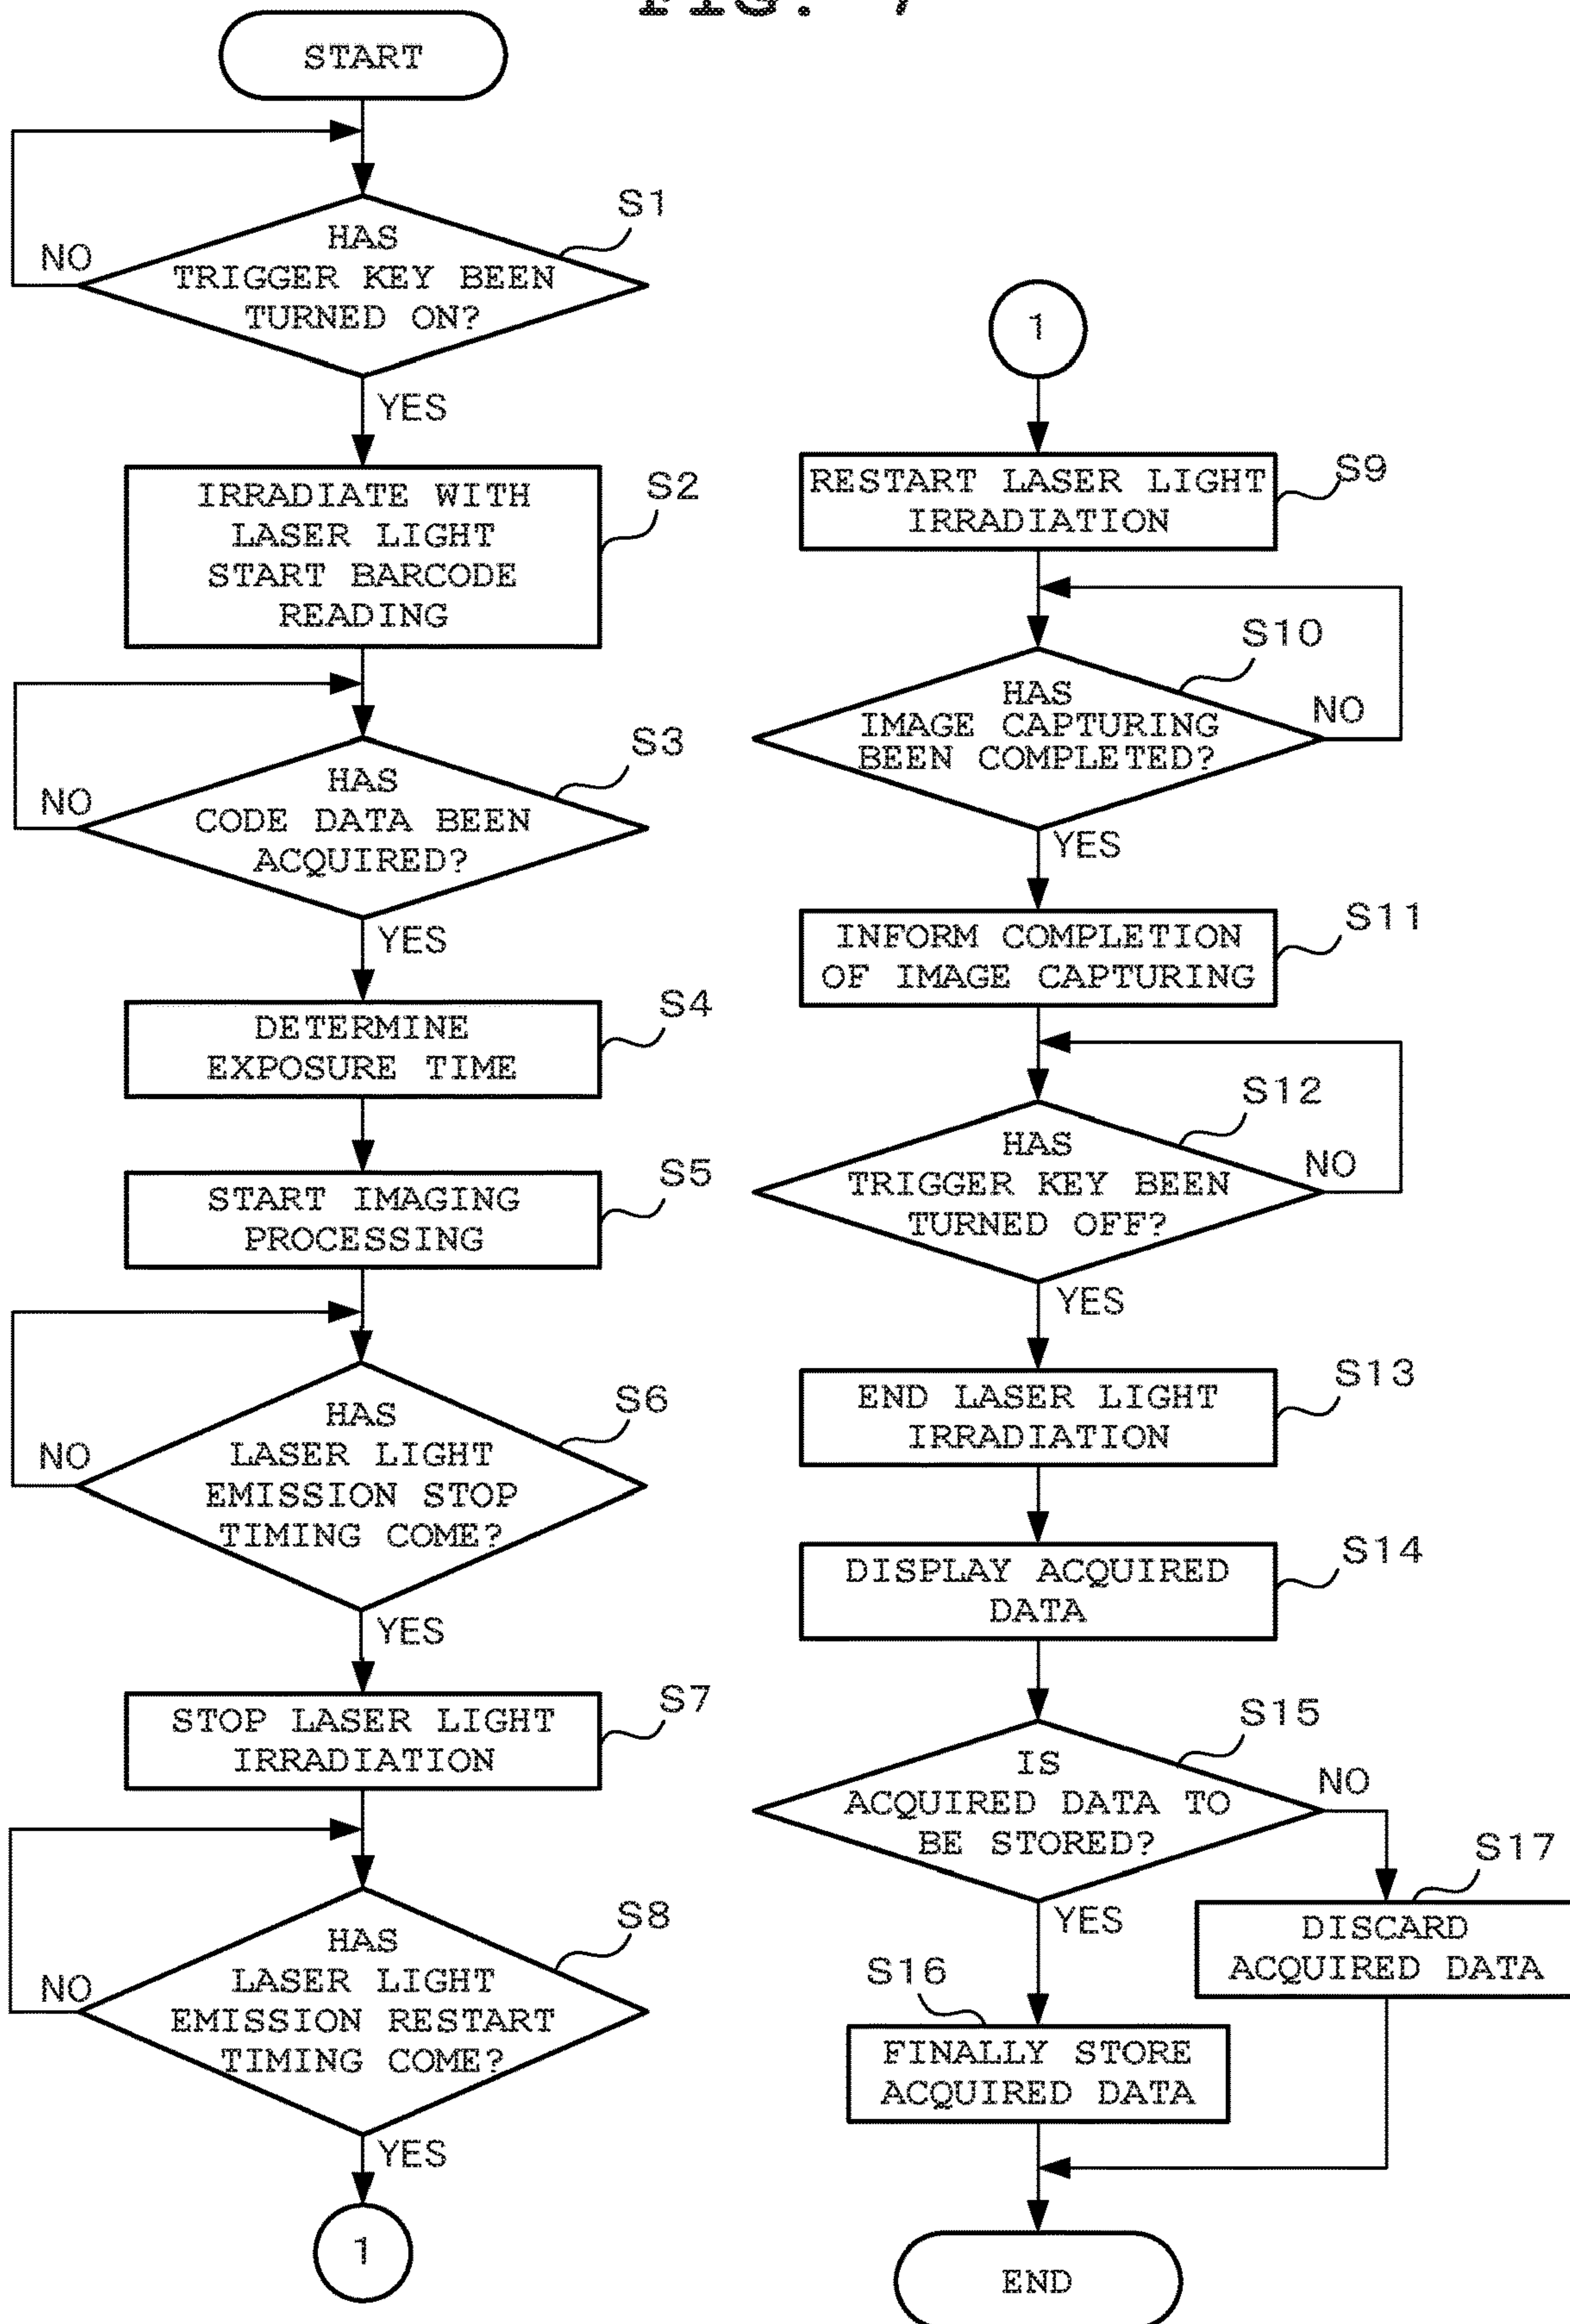 FIG. 7
START
S1
HAS
TRIGGER KEY BEEN
TURNED ON?
NO
YES
S2
IRRADIATE WITH
LASER LIGHT
START BARCODE
READING
S3
HAS
CODE DATA BEEN
ACQUIRED?
NO
YES
S4
DETERMINE
EXPOSURE TIME
S5
START IMAGING
PROCESSING
S6
HAS
LASER LIGHT
EMISSION STOP
TIMING COME?
NO
YES
S7
STOP LASER LIGHT
IRRADIATION
S8
HAS
LASER LIGHT
EMISSION RESTART
TIMING COME?
NO
YES
1
1
S9
RESTART LASER LIGHT
IRRADIATION
S10
HAS
IMAGE CAPTURING
BEEN COMPLETED?
NO
YES
S11
INFORM COMPLETION
OF IMAGE CAPTURING
S12
HAS
TRIGGER KEY BEEN
TURNED OFF?
NO
YES
S13
END LASER LIGHT
IRRADIATION
S14
DISPLAY ACQUIRED
DATA
S15
IS
ACQUIRED DATA TO
BE STORED?
NO
YES
S17
DISCARD
ACQUIRED DATA
S16
FINALLY STORE
ACQUIRED DATA
END